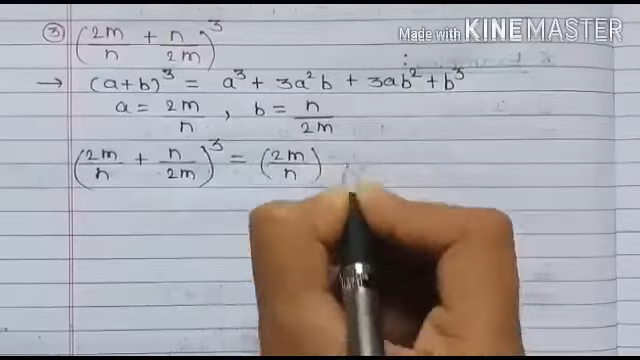 Made with KINEMASTER
③ (2m/n + n/2m)³
→ (a+b)³ = a³ + 3a²b + 3ab² + b³
a = 2m/n , b = n/2m
(2m/n + n/2m)³ = (2m/n)